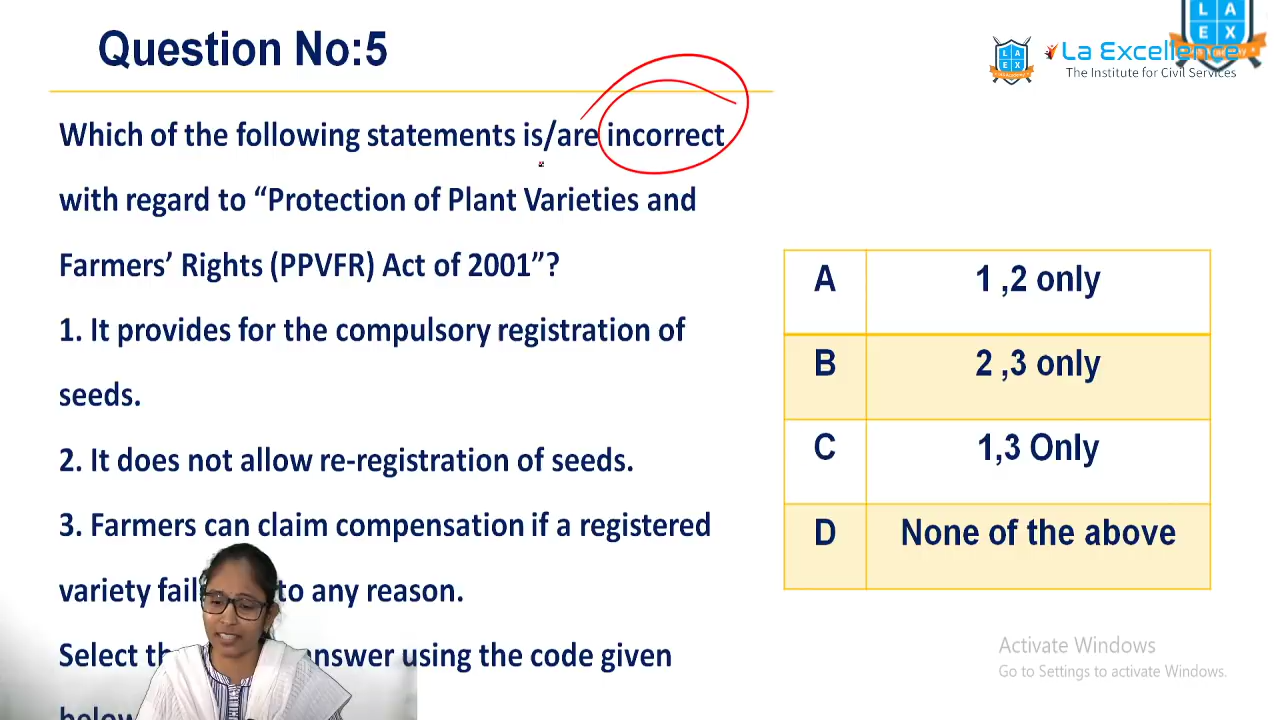 Question No:5
L A
E X
La Excellence
The Institute for Civil Services
L A
E X
Which of the following statements is/are incorrect
with regard to “Protection of Plant Varieties and
Farmers’ Rights (PPVFR) Act of 2001”?
1. It provides for the compulsory registration of
seeds.
2. It does not allow re-registration of seeds.
3. Farmers can claim compensation if a registered
variety to any reason.
Select answer using the code given
below
A 1 ,2 only
B 2 ,3 only
C 1,3 Only
D None of the above
Activate Windows
Go to Settings to activate Windows.